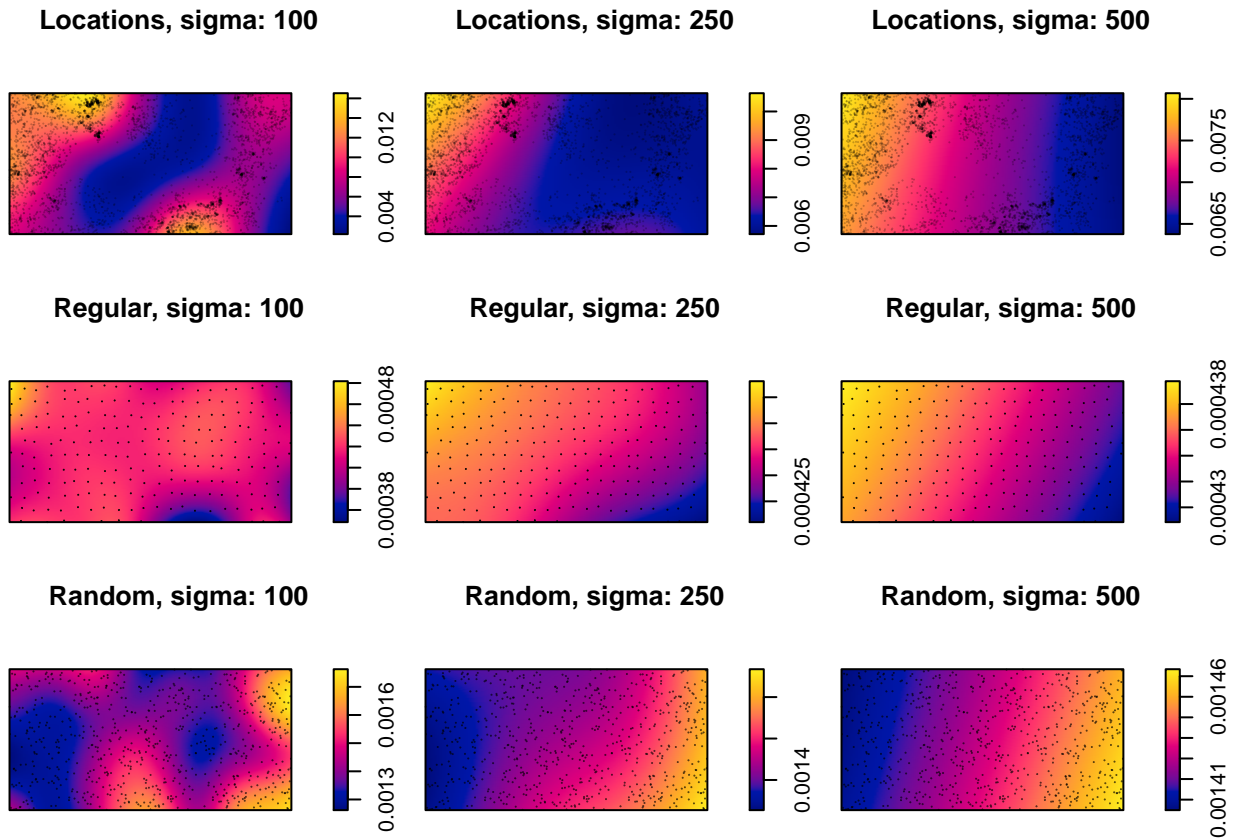 Locations, sigma: 100
Locations, sigma: 250
Locations, sigma: 500
0.012
0.004
0.009
0.006
0.0075
0.0065
Regular, sigma: 100
Regular, sigma: 250
Regular, sigma: 500
0.00048
0.00038
0.000425
0.000438
0.00043
Random, sigma: 100
Random, sigma: 250
Random, sigma: 500
0.0016
0.0013
0.0014
0.00146
0.00141